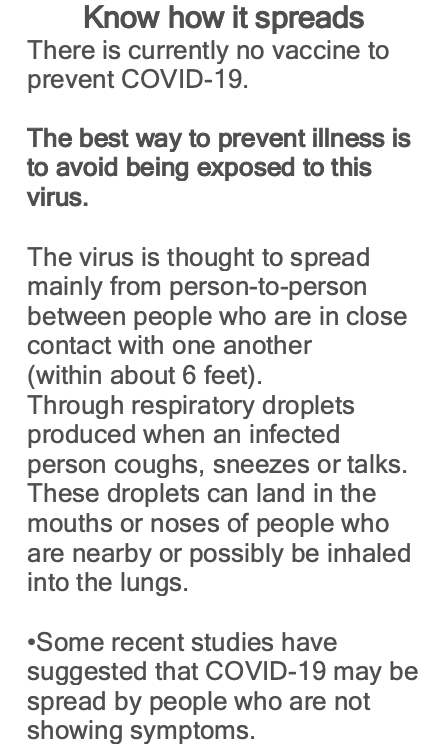 Know how it spreads
There is currently no vaccine to
prevent COVID-19.
The best way to prevent illness is
to avoid being exposed to this
virus.
The virus is thought to spread
mainly from person-to-person
between people who are in close
contact with one another
(within about 6 feet).
Through respiratory droplets
produced when an infected
person coughs, sneezes or talks.
These droplets can land in the
mouths or noses of people who
are nearby or possibly be inhaled
into the lungs.
•Some recent studies have
suggested that COVID-19 may be
spread by people who are not
showing symptoms.